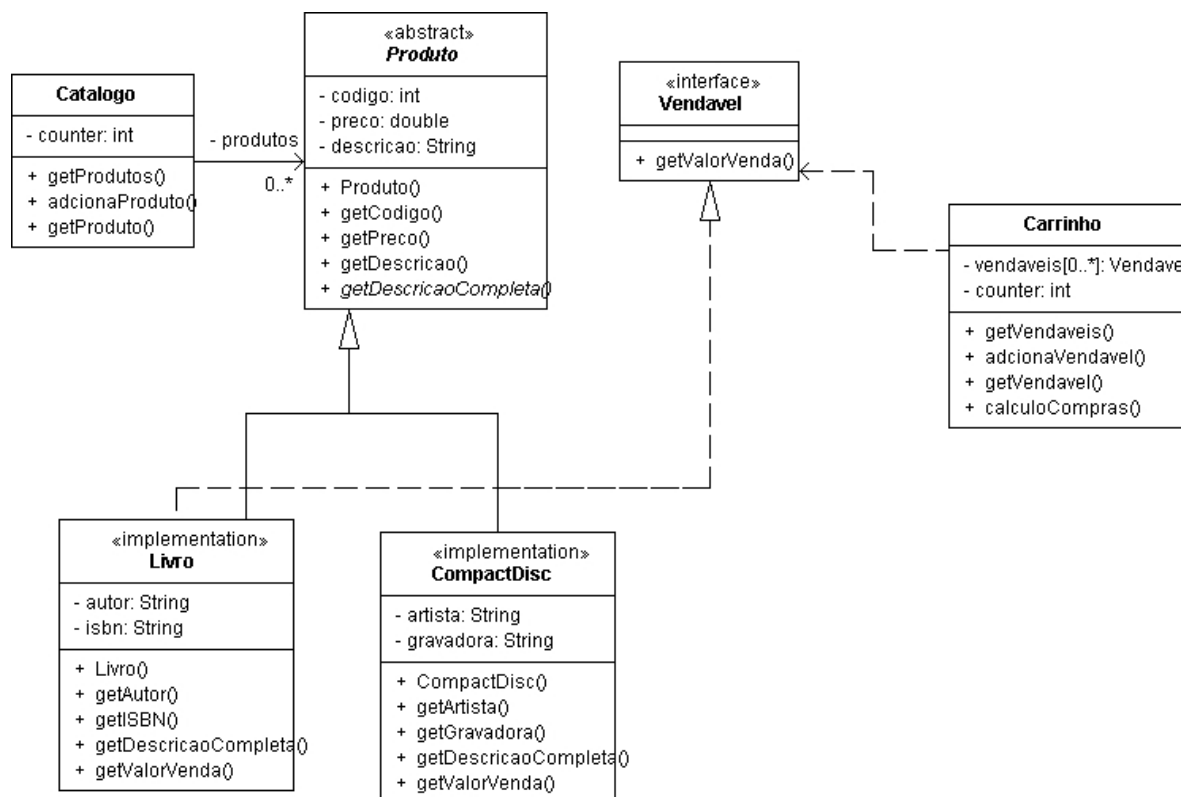 «abstract»
Produto
- codigo: int
- preco: double
- descricao: String
+ Produto()
+ getCodigo()
+ getPreco()
+ getDescricao()
+ getDescricaoCompleta()
Catalogo
- counter: int
+ getProdutos()
+ adcionaProduto()
+ getProduto()
- produtos
0..*
«interface»
Vendavel
+ getValorVenda()
Carrinho
- vendaveis[0..*]: Vendave
- counter: int
+ getVendaveis()
+ adcionaVendavel()
+ getVendavel()
+ calculoCompras()
«implementation»
Livro
- autor: String
- isbn: String
+ Livro()
+ getAutor()
+ getISBN()
+ getDescricaoCompleta()
+ getValorVenda()
«implementation»
CompactDisc
- artista: String
- gravadora: String
+ CompactDisc()
+ getArtista()
+ getGravadora()
+ getDescricaoCompleta()
+ getValorVenda()